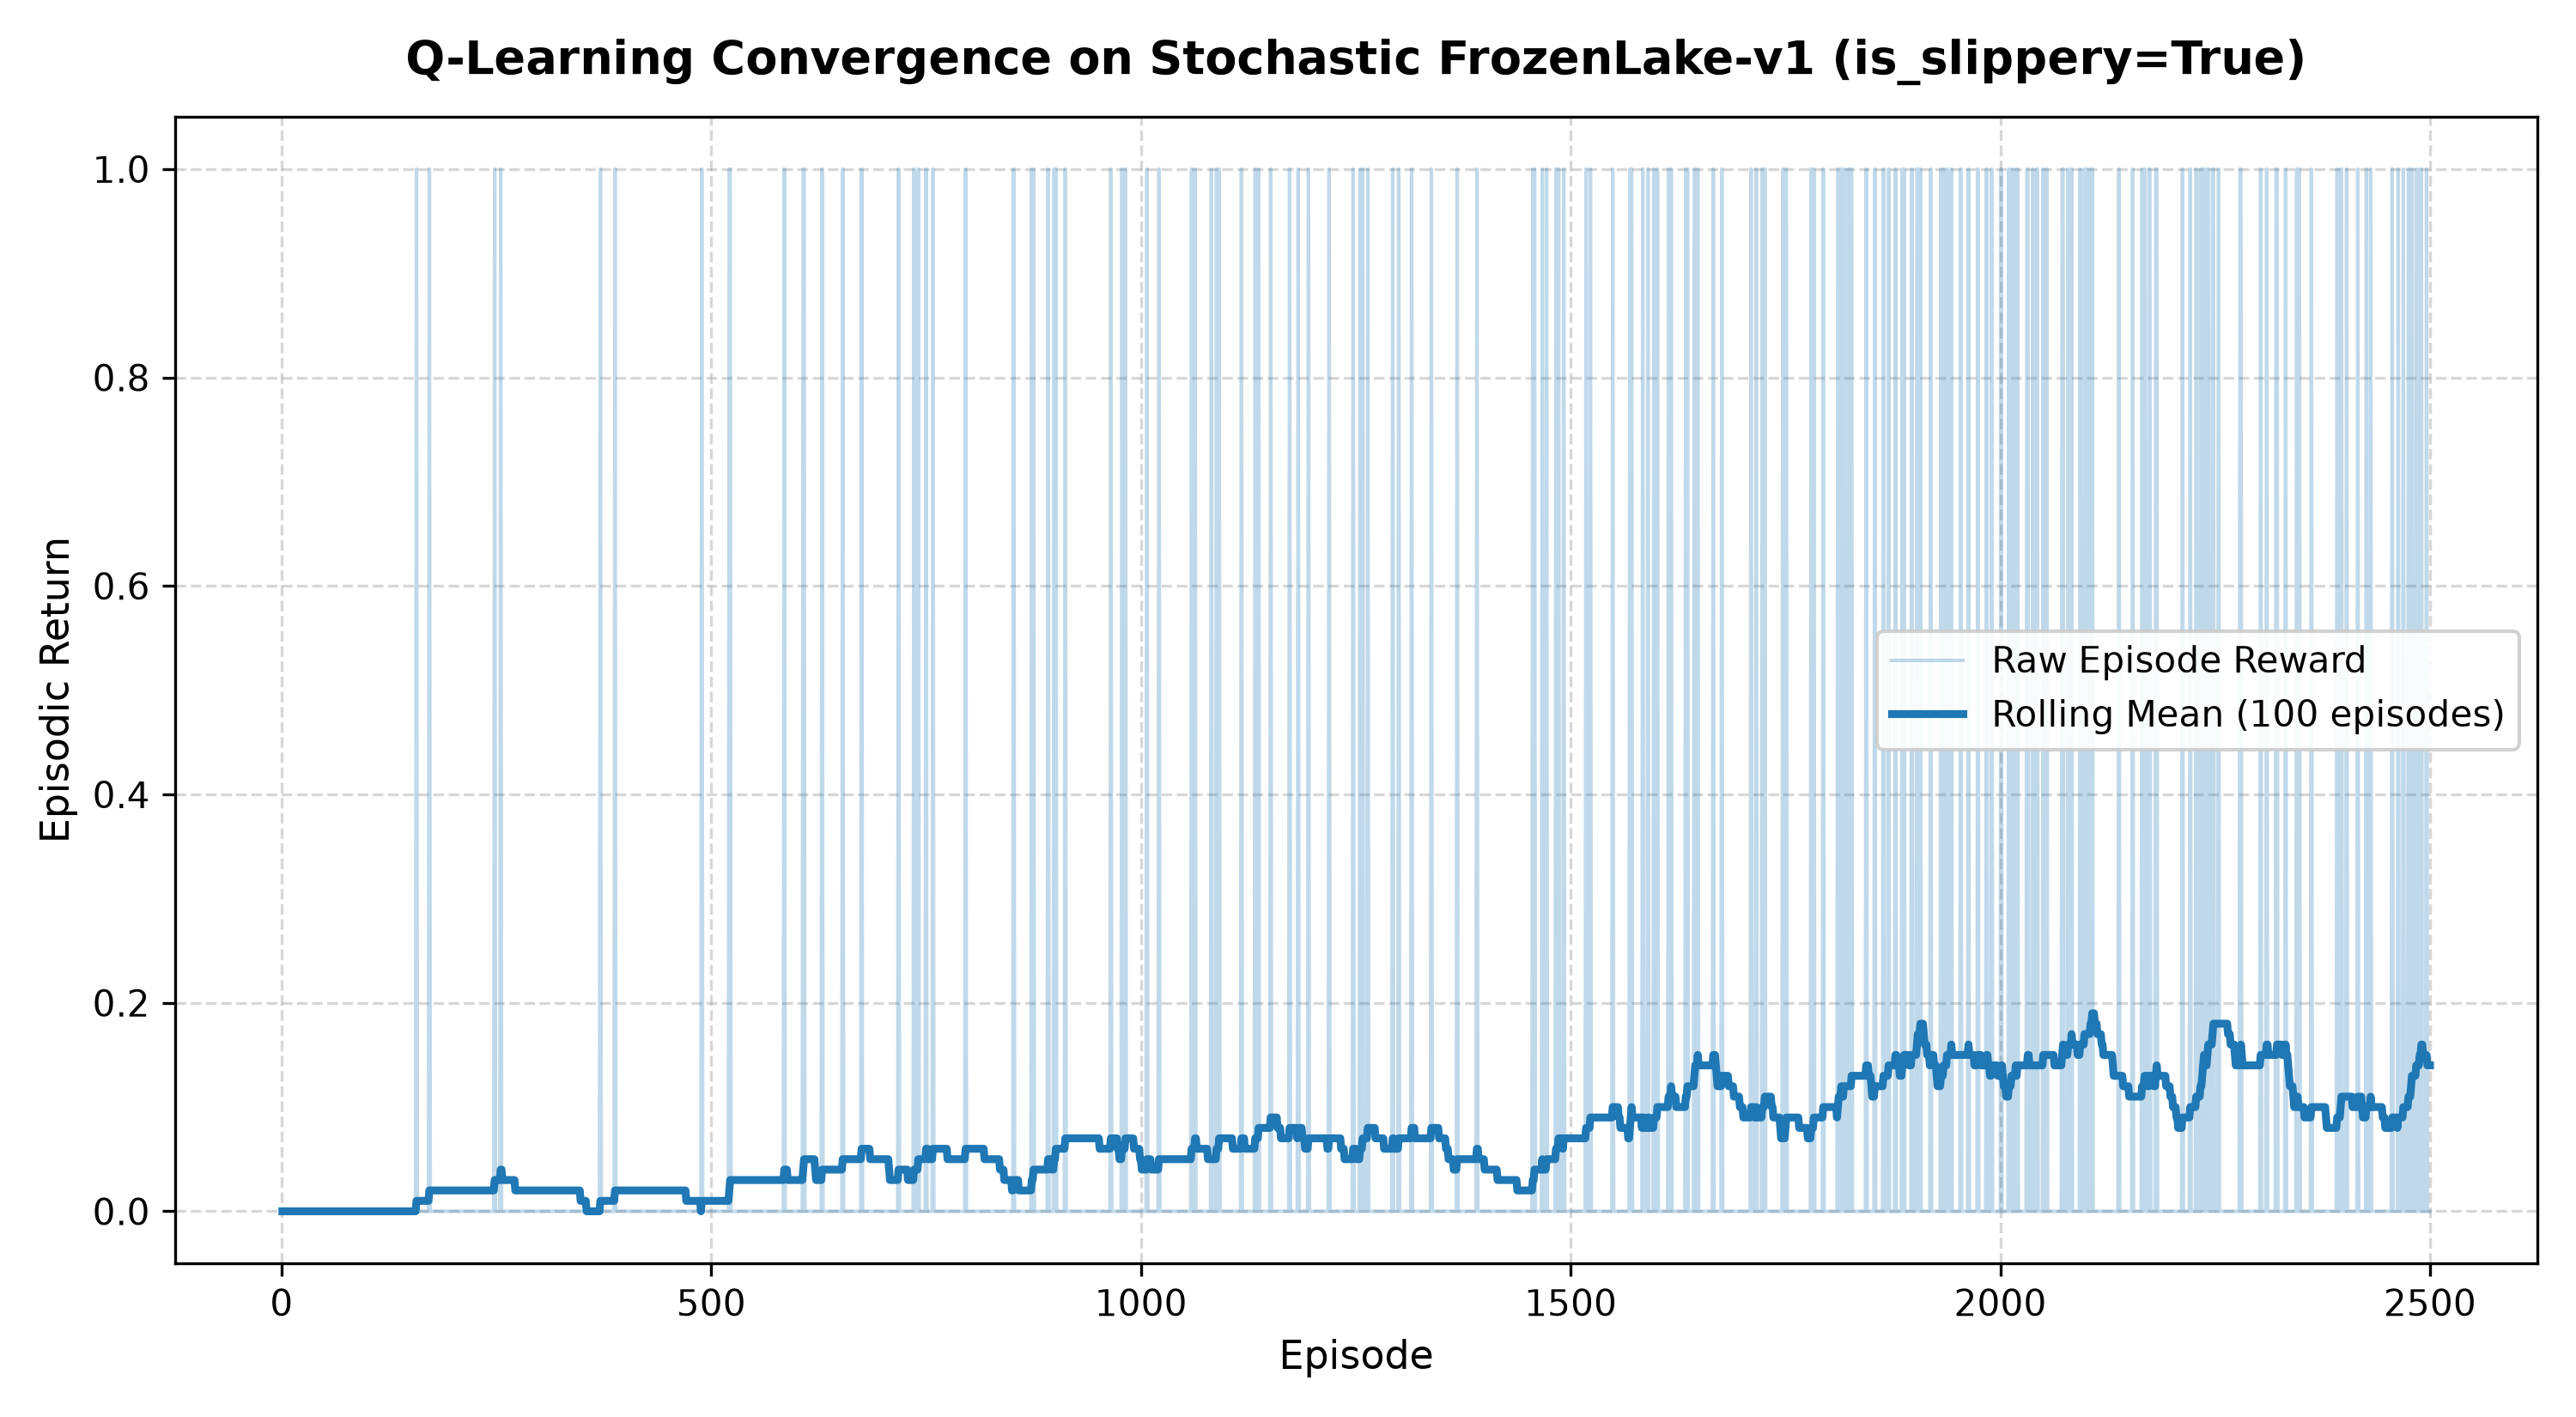 Q-Learning Convergence on Stochastic FrozenLake-v1 (is_slippery=True)
Episodic Return
1.0
0.8
0.6
0.4
0.2
0.0
Raw Episode Reward
Rolling Mean (100 episodes)
0 500 1000 1500 2000 2500
Episode